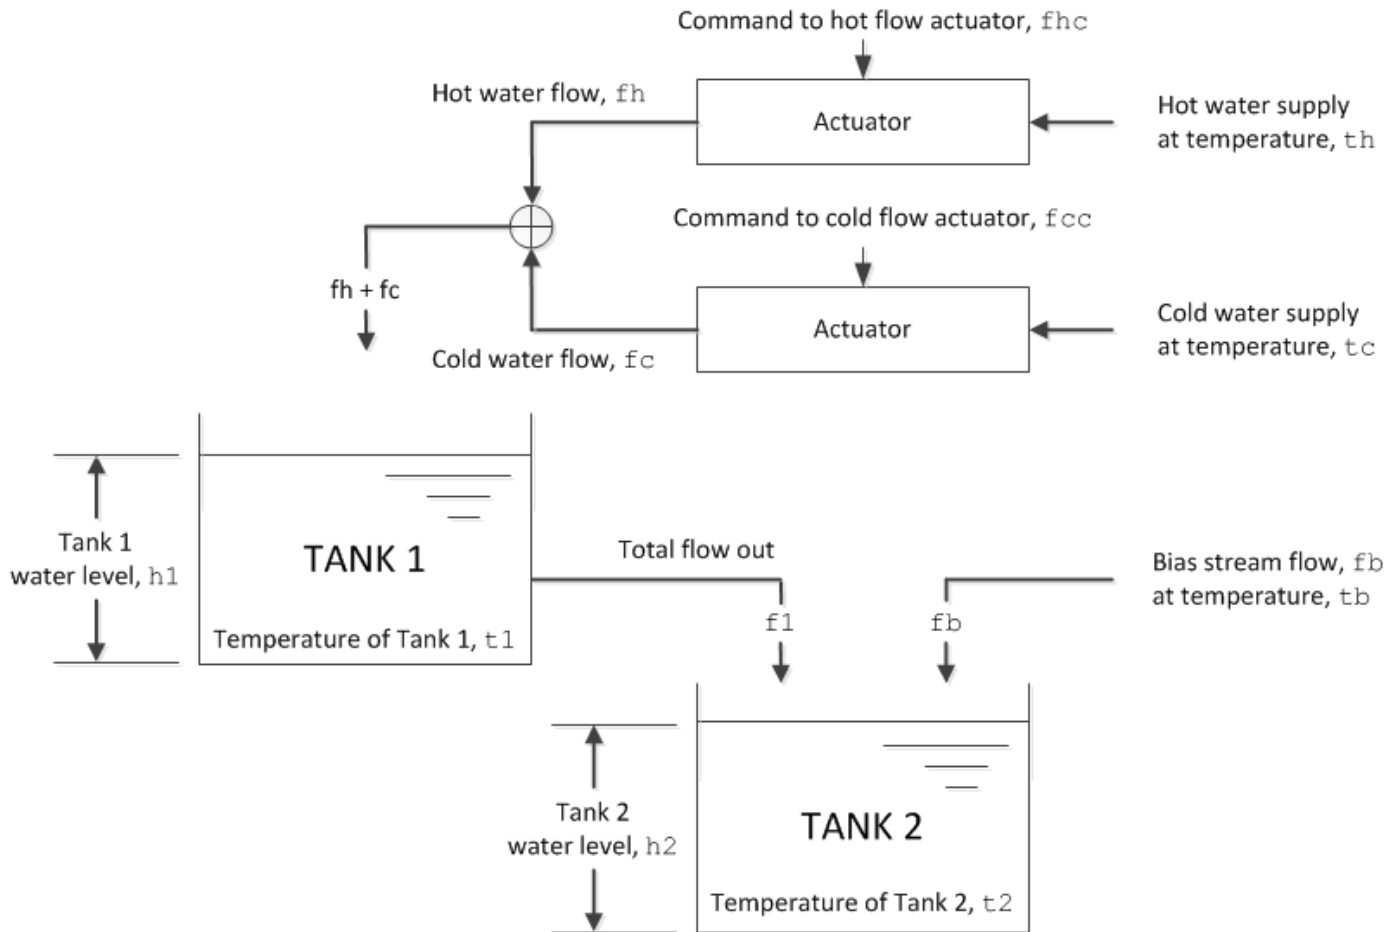 Command to hot flow actuator, fhc
Hot water flow, fh
Actuator
Hot water supply
at temperature, th
Command to cold flow actuator, fcc
fh + fc
Actuator
Cold water supply
at temperature, tc
Cold water flow, fc
Tank 1
water level, h1
TANK 1
Temperature of Tank 1, t1
Total flow out
Bias stream flow, fb
at temperature, tb
f1
fb
Tank 2
water level, h2
TANK 2
Temperature of Tank 2, t2